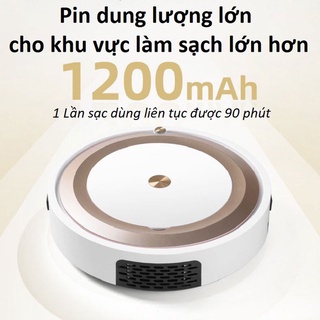 Pin dung lượng lớn
cho khu vực làm sạch lớn hơn
1200mAh
1 Lần sạc dùng liên tục được 90 phút